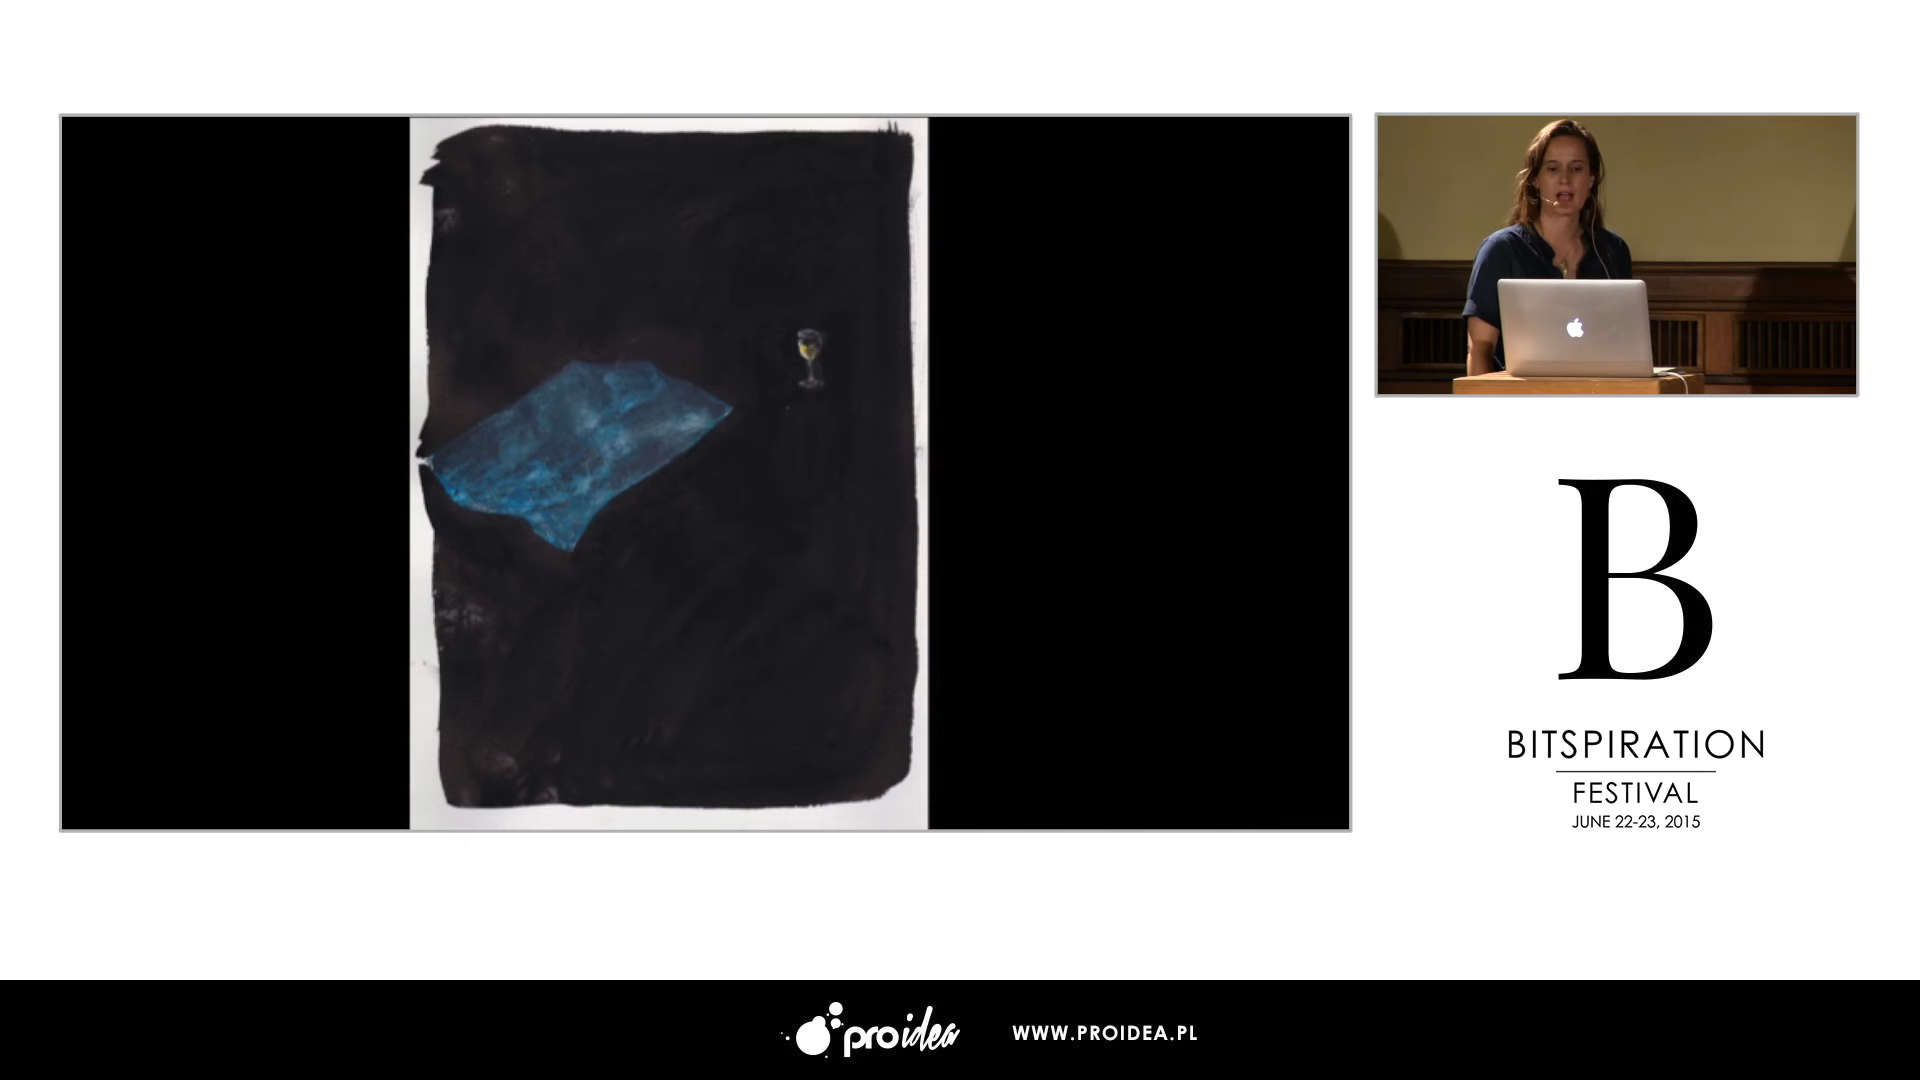 B
BITSPIRATION
FESTIVAL
JUNE 22-23, 2015
proidea
WWW.PROIDEA.PL